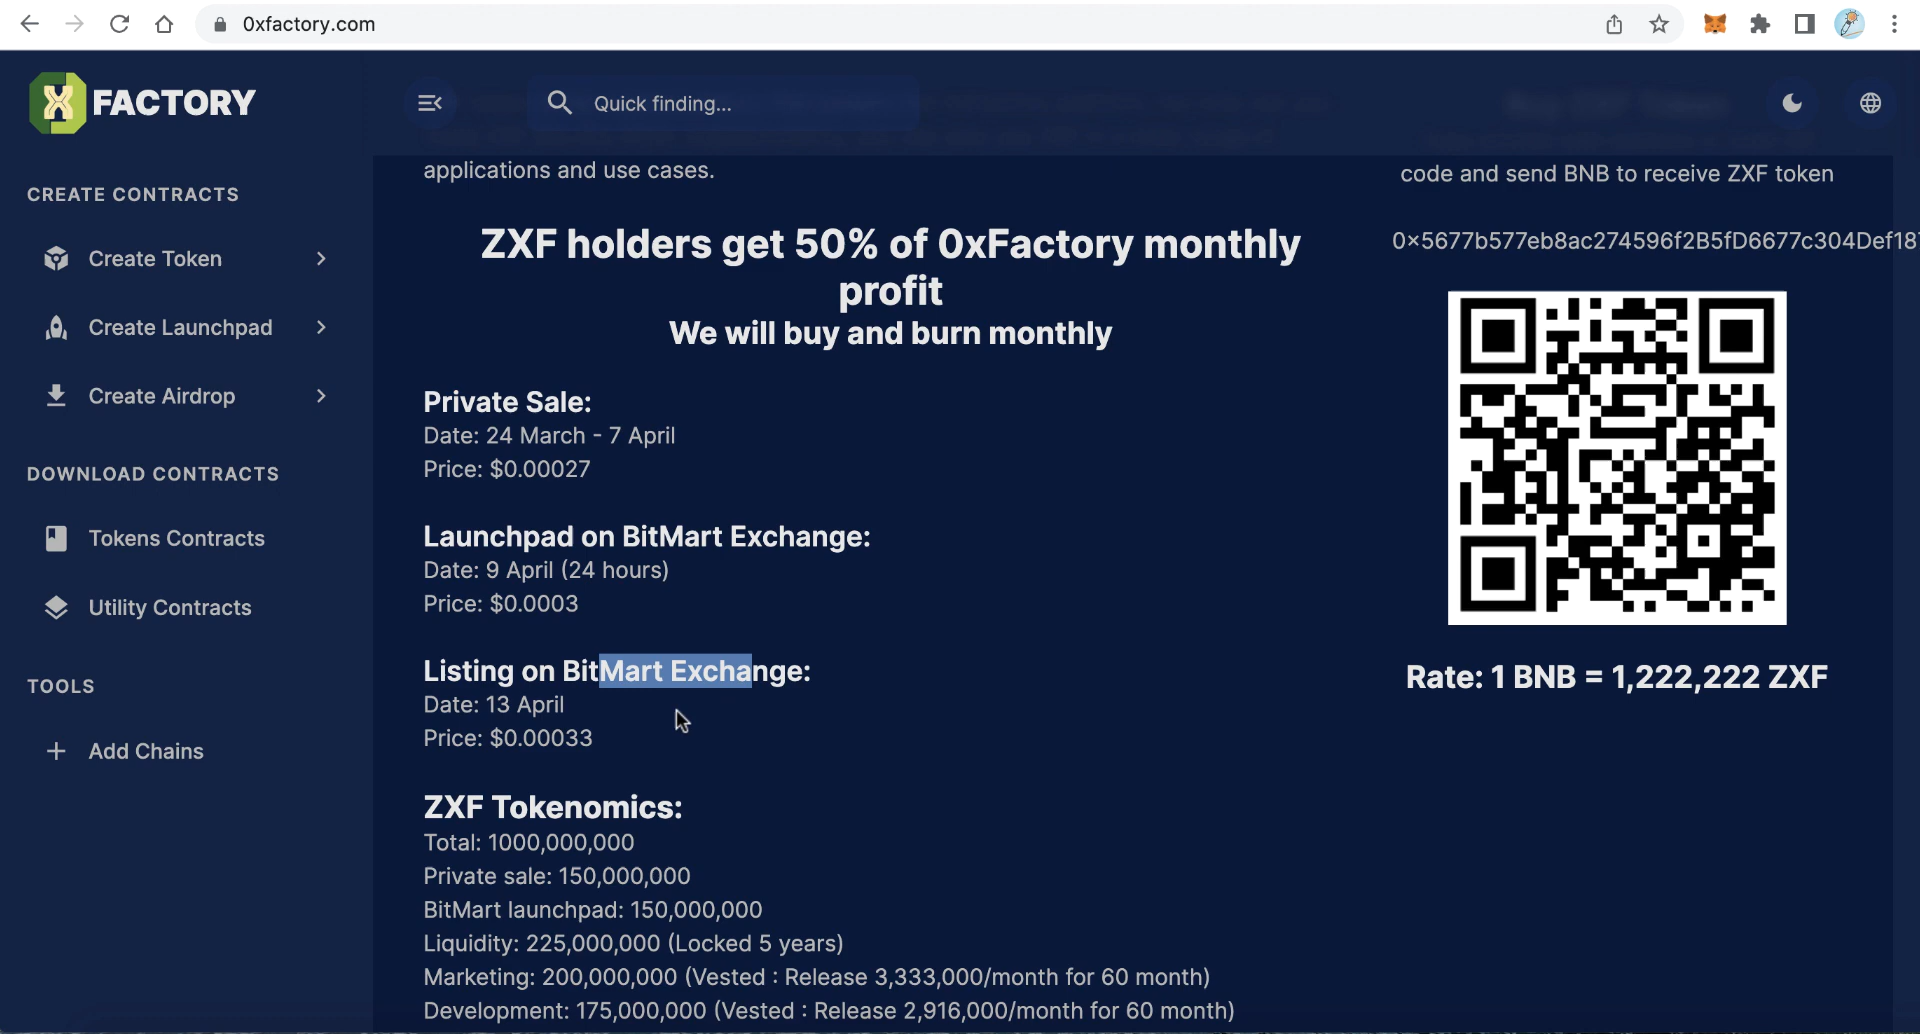 0xfactory.com
FACTORY
Quick finding...
CREATE CONTRACTS
Create Token
Create Launchpad
Create Airdrop
DOWNLOAD CONTRACTS
Tokens Contracts
Utility Contracts
TOOLS
Add Chains
applications and use cases.
ZXF holders get 50% of 0xFactory monthly
profit
We will buy and burn monthly
Private Sale:
Date: 24 March - 7 April
Price: $0.00027
Launchpad on BitMart Exchange:
Date: 9 April (24 hours)
Price: $0.0003
Listing on BitMart Exchange:
Date: 13 April
Price: $0.00033
ZXF Tokenomics:
Total: 1000,000,000
Private sale: 150,000,000
BitMart launchpad: 150,000,000
Liquidity: 225,000,000 (Locked 5 years)
Marketing: 200,000,000 (Vested : Release 3,333,000/month for 60 month)
Development: 175,000,000 (Vested : Release 2,916,000/month for 60 month)
code and send BNB to receive ZXF token
0x5677b577eb8ac274596f2B5fD6677c304Def18
Rate: 1 BNB = 1,222,222 ZXF